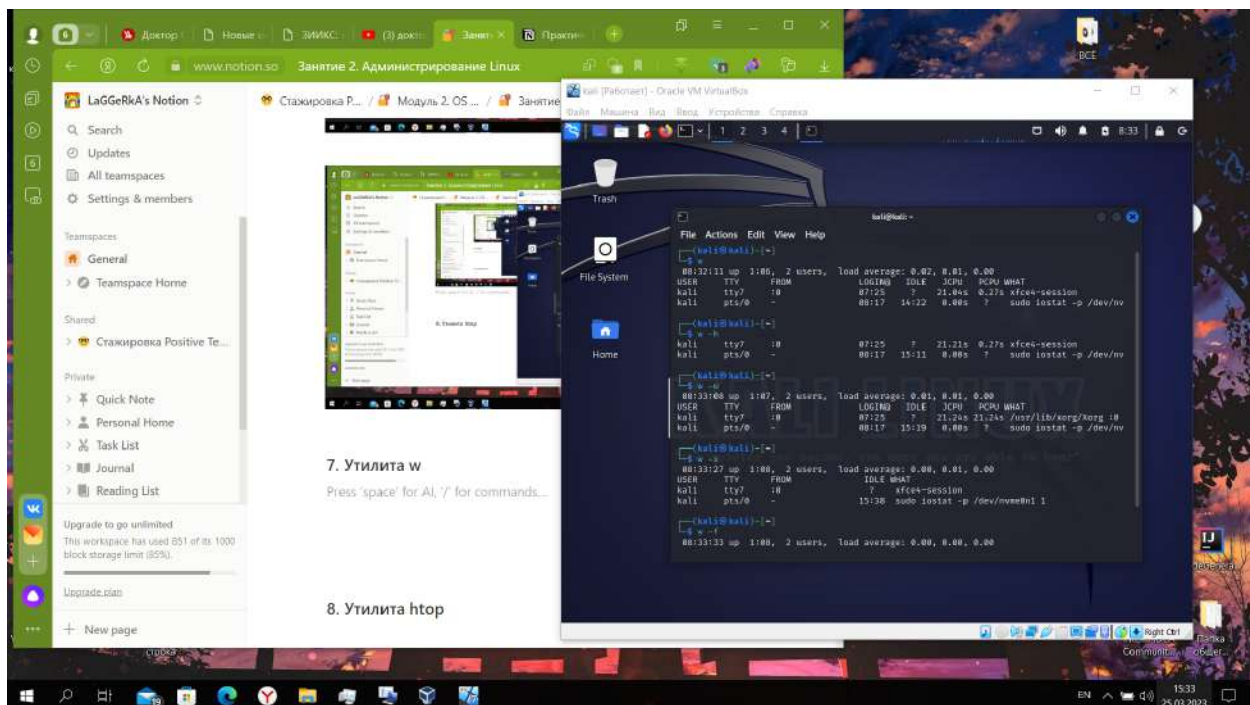 6
Доктор
Новые
ЗИИКС:
(3) докт
Занят
Практи
www.notion.so
Занятие 2. Администрирование Linux
LaGGeRkA's Notion
Стажировка P... / Модуль 2. OS ... / Занятие
Search
Updates
All teamspaces
Settings & members
Teamspaces
General
Teamspace Home
Shared
Стажировка Positive Te...
Private
Quick Note
Personal Home
Task List
Journal
Reading List
Upgrade to go unlimited
This workspace has used 851 of its 1000
block storage limit (85%).
Upgrade plan
New page
8. Утилита htop
7. Утилита w
Press 'space' for AI, '/' for commands...
8. Утилита htop
kali [Работает] - Oracle VM VirtualBox
Файл Машина Вид Ввод Устройства Справка
1 2 3 4
8:33
Trash
File System
Home
kali@kali: ~
File Actions Edit View Help
(kali㉿kali)-[~]
$ w
08:32:11 up 1:06, 2 users, load average: 0.02, 0.01, 0.00
USER TTY FROM LOGIN@ IDLE JCPU PCPU WHAT
kali tty7 :0 07:25 ? 21.04s 0.27s xfce4-session
kali pts/0 - 08:17 14:22 0.00s ? sudo iostat -p /dev/nv
(kali㉿kali)-[~]
$ w -h
kali tty7 :0 07:25 ? 21.21s 0.27s xfce4-session
kali pts/0 - 08:17 15:11 0.00s ? sudo iostat -p /dev/nv
(kali㉿kali)-[~]
$ w -u
08:33:08 up 1:07, 2 users, load average: 0.01, 0.01, 0.00
USER TTY FROM LOGIN@ IDLE JCPU PCPU WHAT
kali tty7 :0 07:25 ? 21.24s 21.24s /usr/lib/xorg/Xorg :0
kali pts/0 - 08:17 15:19 0.00s ? sudo iostat -p /dev/nv
(kali㉿kali)-[~]
$ w -s
08:33:27 up 1:08, 2 users, load average: 0.00, 0.01, 0.00
USER TTY FROM IDLE WHAT
kali tty7 :0 ? xfce4-session
kali pts/0 - 15:38 sudo iostat -p /dev/nvme0n1 1
(kali㉿kali)-[~]
$ w -f
08:33:33 up 1:08, 2 users, load average: 0.00, 0.00, 0.00
Right Ctrl
ВСЁ
Папка
Communit...
общег...
19
EN
15:33
25.03.2023